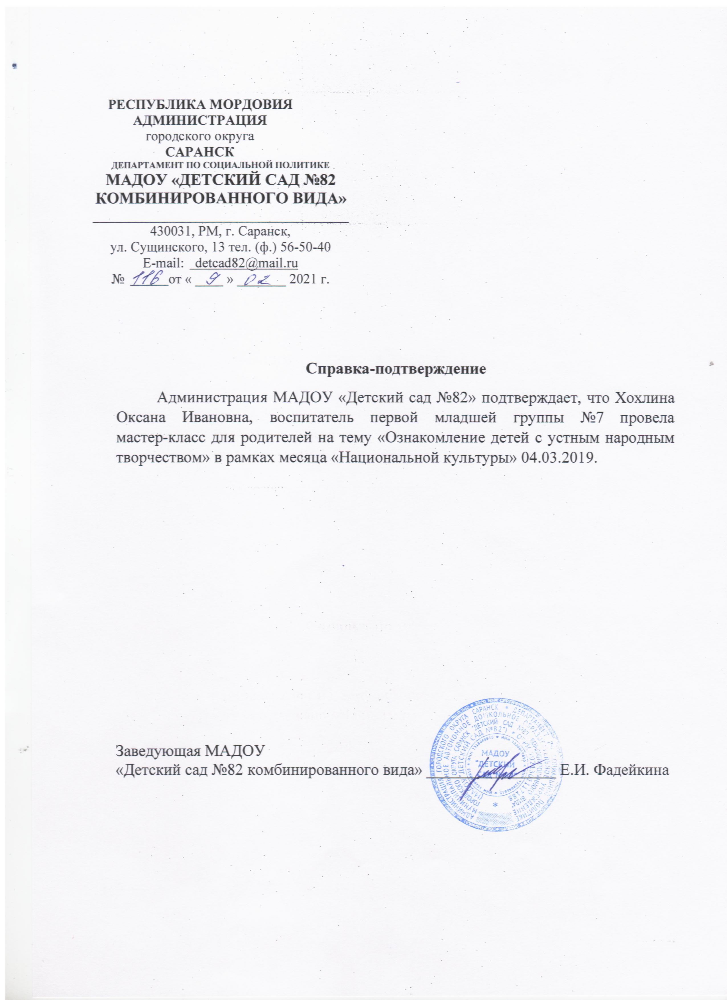 РЕСПУБЛИКА МОРДОВИЯ
АДМИНИСТРАЦИЯ
городского округа
САРАНСК
ДЕПАРТАМЕНТ ПО СОЦИАЛЬНОЙ ПОЛИТИКЕ
МАДОУ «ДЕТСКИЙ САД №82
КОМБИНИРОВАННОГО ВИДА»
430031, РМ, г. Саранск,
ул. Сущинского, 13 тел. (ф.) 56-50-40
E-mail: detcad82@mail.ru
№ 116 от « 9 » 02 2021 г.
Справка-подтверждение
Администрация МАДОУ «Детский сад №82» подтверждает, что Хохлина
Оксана Ивановна, воспитатель первой младшей группы №7 провела
мастер-класс для родителей на тему «Ознакомление детей с устным народным
творчеством» в рамках месяца «Национальной культуры» 04.03.2019.
Заведующая МАДОУ
«Детский сад №82 комбинированного вида» Е.И. Фадейкина
МАДОУ
"ДЕТСКИЙ